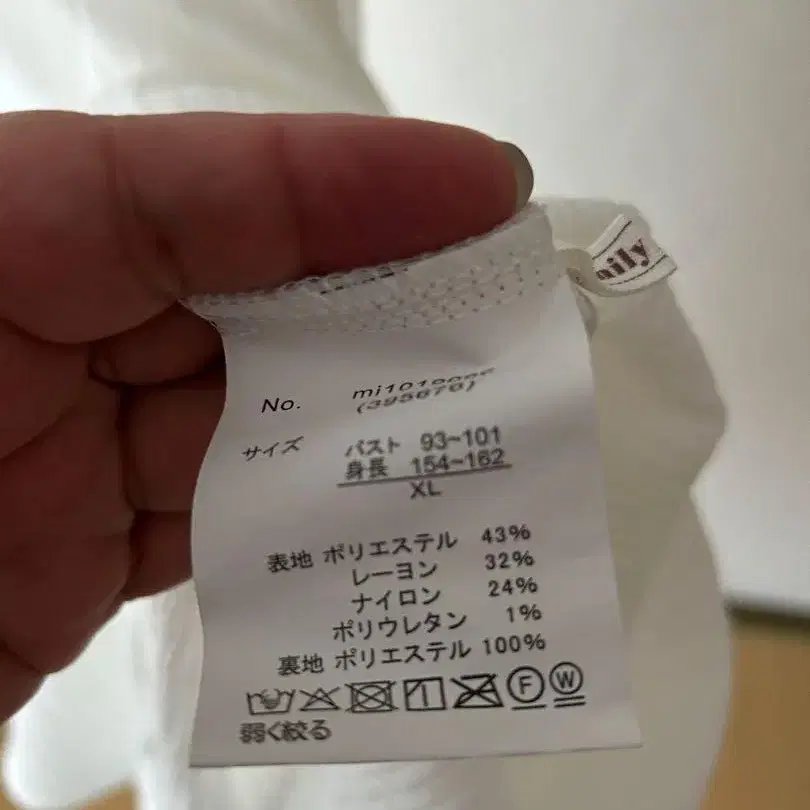 nily
No.
(395676)
サイズ バスト 93~101
身長 154~162
XL
表地 ポリエステル 43%
レーヨン 32%
ナイロン 24%
ポリウレタン 1%
裏地 ポリエステル 100%
F W
弱く絞る